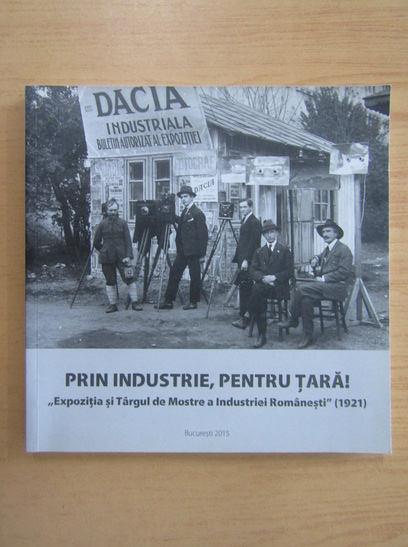 DACIA
INDUSTRIALA
BULETIN AUTORIZAT AL EXPOZIȚIEI
DACIA
PRIN INDUSTRIE, PENTRU ȚARĂ!
„Expoziția și Târgul de Mostre a Industriei Românești” (1921)
București 2015